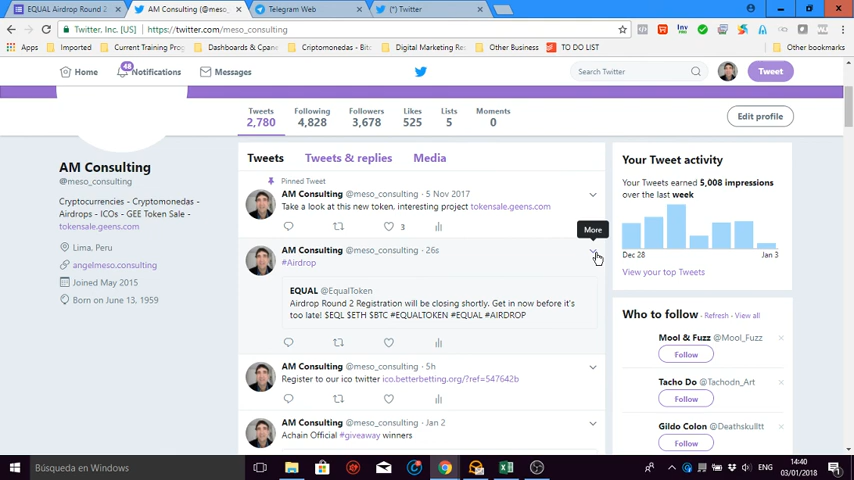 EQUAL Airdrop Round 2
AM Consulting (@meso_
Telegram Web
(*) Twitter
Twitter, Inc. [US]
https://twitter.com/meso_consulting
Apps
Imported
Current Training Prog
Dashboards & Cpane
Criptomonedas - Bitc
Digital Marketing Res
Other Business
TO DO LIST
Other bookmarks
48
Home
Notifications
Messages
Search Twitter
Tweet
Tweets
Following
Followers
Likes
Lists
Moments
2,780
4,828
3,678
525
5
0
Edit profile
AM Consulting
@meso_consulting
Cryptocurrencies - Cryptomonedas -
Airdrops - ICOs - GEE Token Sale -
tokensale.geens.com
Lima, Peru
angelmeso.consulting
Joined May 2015
Born on June 13, 1959
Tweets
Tweets & replies
Media
Pinned Tweet
AM Consulting @meso_consulting · 5 Nov 2017
Take a look at this new token. interesting project tokensale.geens.com
3
More
AM Consulting @meso_consulting · 26s
#Airdrop
EQUAL @EqualToken
Airdrop Round 2 Registration will be closing shortly. Get in now before it's
too late! $EQL $ETH $BTC #EQUALTOKEN #EQUAL #AIRDROP
AM Consulting @meso_consulting · 5h
Register to our ico twitter ico.betterbetting.org/?ref=547642b
AM Consulting @meso_consulting · Jan 2
Achain Official #giveaway winners
Your Tweet activity
Your Tweets earned 5,008 impressions
over the last week
Dec 28
Jan 3
View your top Tweets
Who to follow · Refresh · View all
Mool & Fuzz @Mool_Fuzz
Follow
Tacho Do @Tachodn_Art
Follow
Gildo Colon @Deathskulltt
Follow
Búsqueda en Windows
ENG
14:40
03/01/2018
1